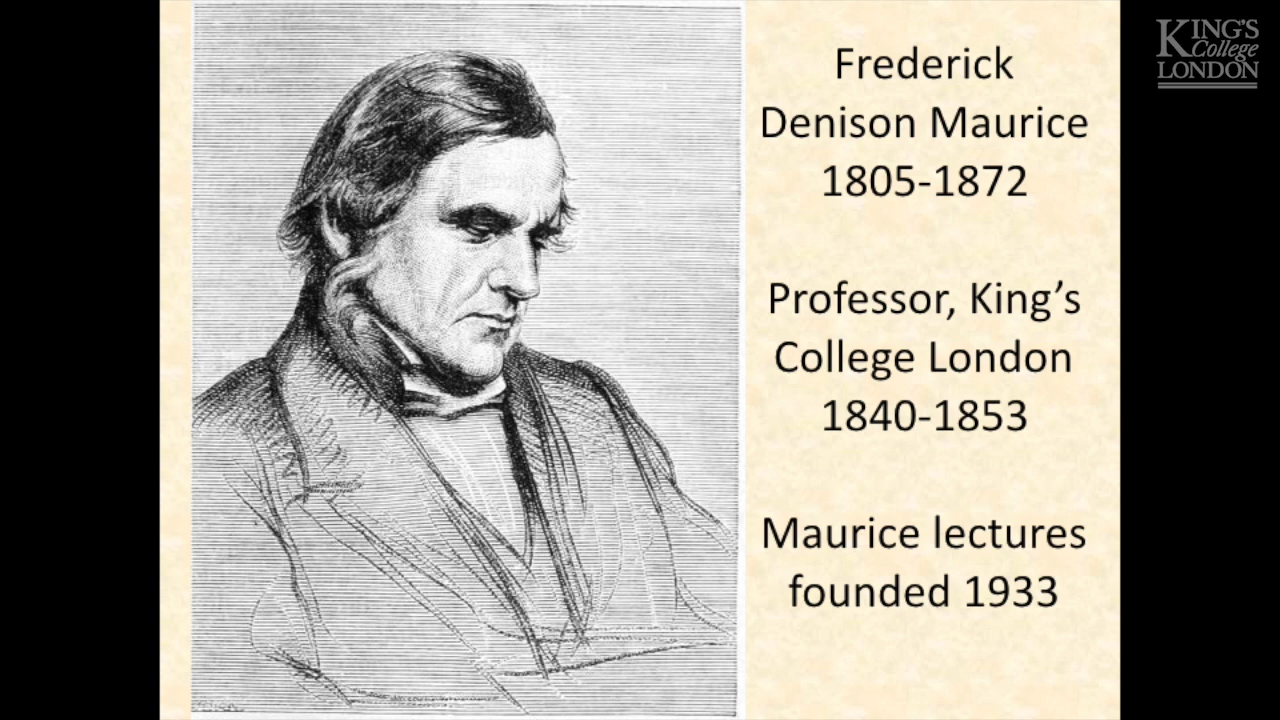 Frederick
Denison Maurice
1805-1872
Professor, King’s
College London
1840-1853
Maurice lectures
founded 1933
KING'S
College
LONDON